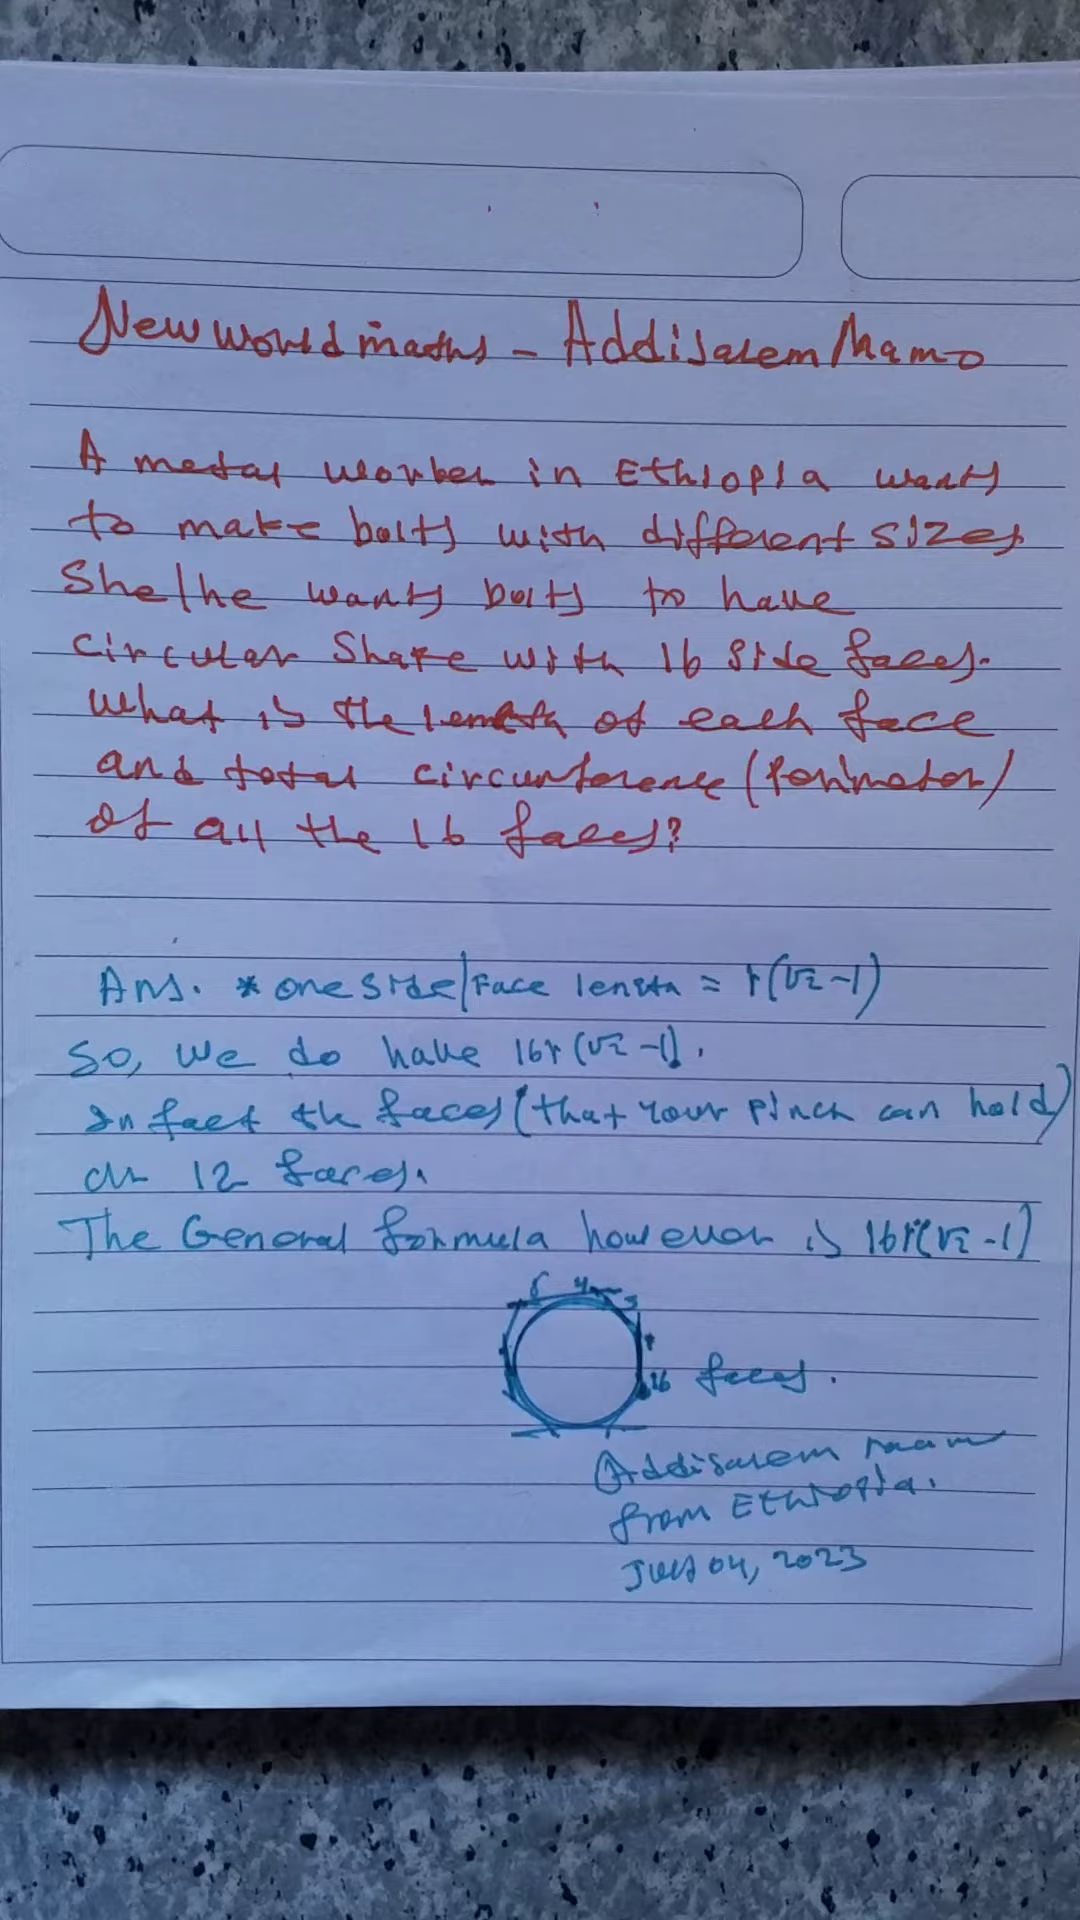 New world maths - Addisalem Mamo
A metal worker in Ethiopia wants
to make bolts with different sizes
She/he wants bolts to have
circular shape with 16 side faces.
What is the length of each face
and total circumference (Perimeter)
of all the 16 faces?
Ans. * one side/Face length = r(√2-1)
So, we do have 16r(√2-1).
In fact the faces (that your pinch can hold)
are 12 faces.
The General formula however is 16r(√2-1)
16 faces.
Addisalem
from Ethiopia.
July 04, 2023